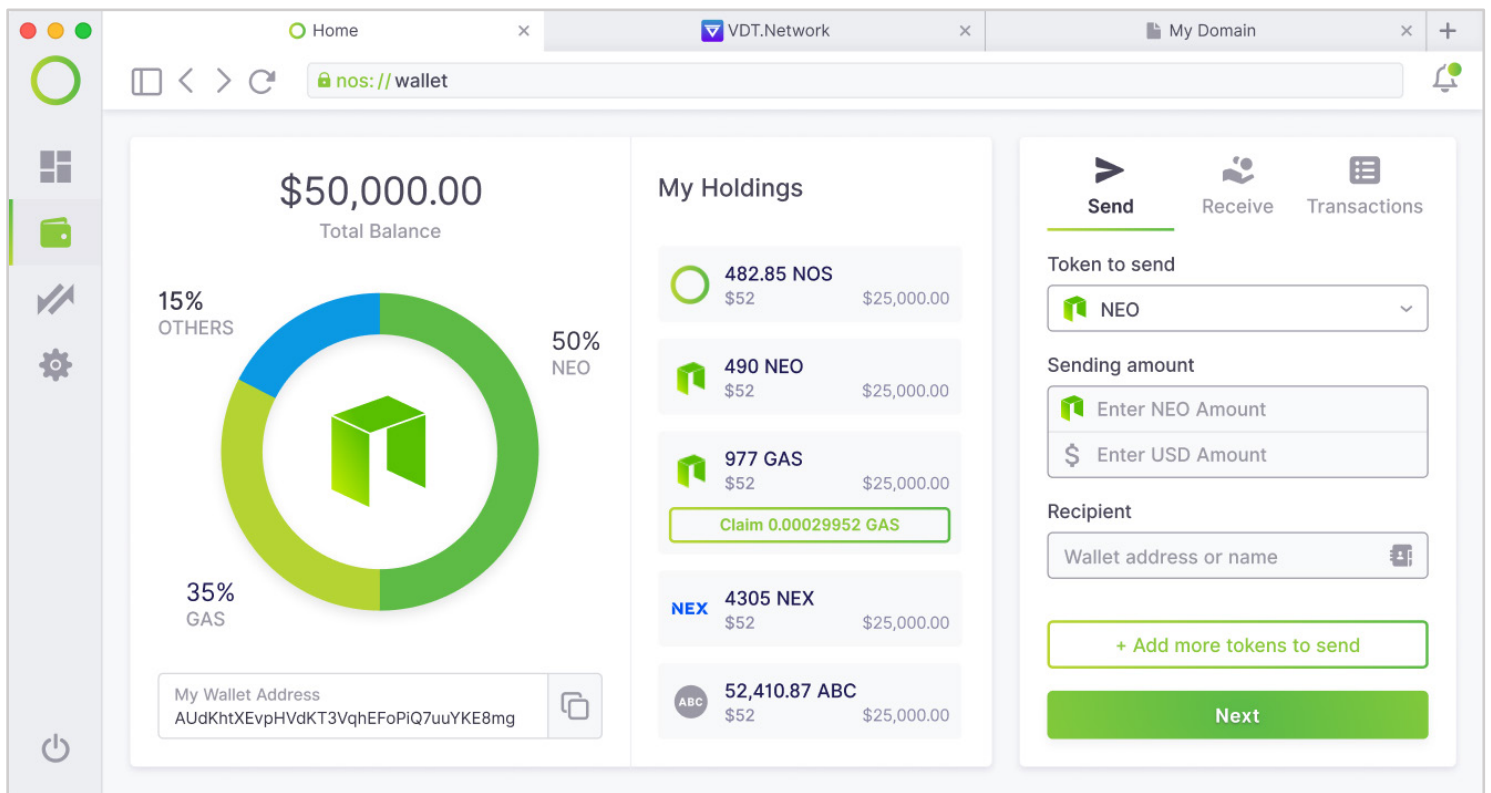 Home
VDT.Network
My Domain
nos://wallet
$50,000.00
Total Balance
15%
OTHERS
50%
NEO
35%
GAS
My Wallet Address
AUdKhtXEvpHVdKT3VqhEFoPiQ7uuYKE8mg
My Holdings
482.85 NOS
$52 $25,000.00
490 NEO
$52 $25,000.00
977 GAS
$52 $25,000.00
Claim 0.00029952 GAS
NEX
4305 NEX
$52 $25,000.00
ABC
52,410.87 ABC
$52 $25,000.00
Send Receive Transactions
Token to send
NEO
Sending amount
Enter NEO Amount
$ Enter USD Amount
Recipient
Wallet address or name
+ Add more tokens to send
Next